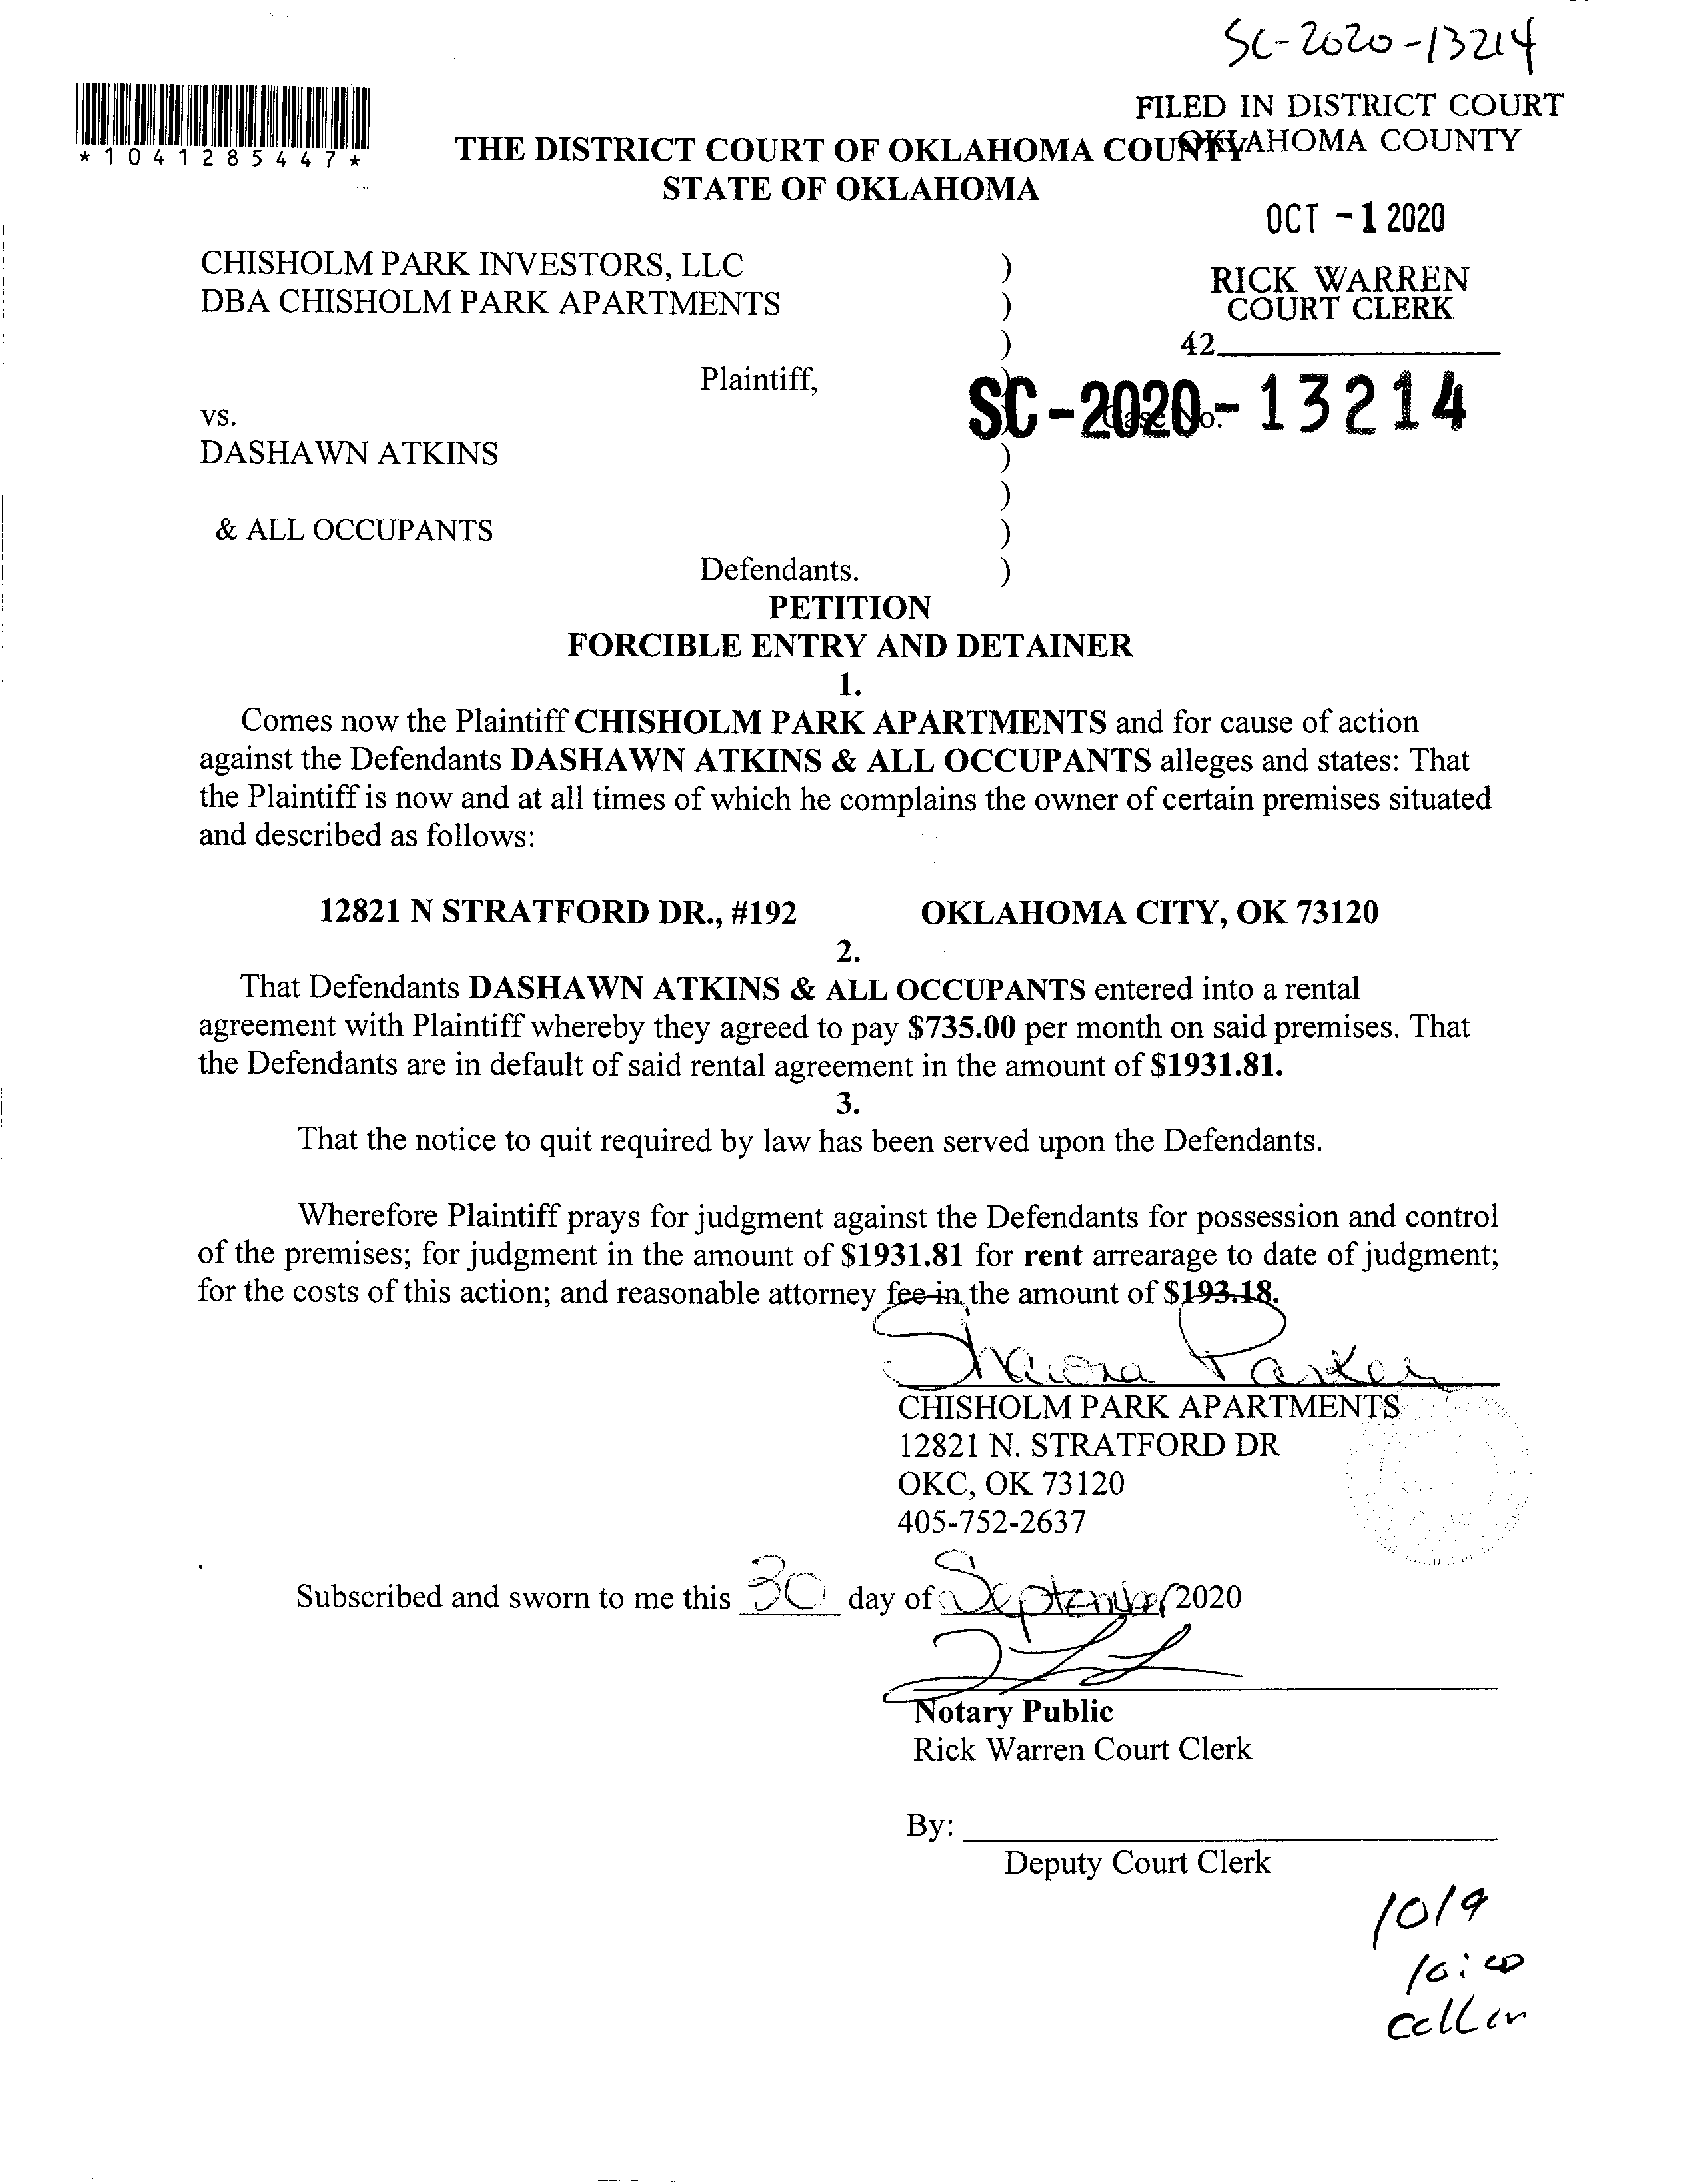 SC-2020-13214
FILED IN DISTRICT COURT
OKLAHOMA COUNTY
*1041285447*
THE DISTRICT COURT OF OKLAHOMA COUNTY
STATE OF OKLAHOMA
OCT -1 2020
CHISHOLM PARK INVESTORS, LLC )
DBA CHISHOLM PARK APARTMENTS )
RICK WARREN
COURT CLERK
)
42
Plaintiff, )
SC-2020-13214
Case No.
vs.
DASHAWN ATKINS )
)
& ALL OCCUPANTS )
Defendants. )
PETITION
FORCIBLE ENTRY AND DETAINER
1.
Comes now the Plaintiff CHISHOLM PARK APARTMENTS and for cause of action
against the Defendants DASHAWN ATKINS & ALL OCCUPANTS alleges and states: That
the Plaintiff is now and at all times of which he complains the owner of certain premises situated
and described as follows:
12821 N STRATFORD DR., #192 OKLAHOMA CITY, OK 73120
2.
That Defendants DASHAWN ATKINS & ALL OCCUPANTS entered into a rental
agreement with Plaintiff whereby they agreed to pay $735.00 per month on said premises. That
the Defendants are in default of said rental agreement in the amount of $1931.81.
3.
That the notice to quit required by law has been served upon the Defendants.
Wherefore Plaintiff prays for judgment against the Defendants for possession and control
of the premises; for judgment in the amount of $1931.81 for rent arrearage to date of judgment;
for the costs of this action; and reasonable attorney fee in the amount of $193.18.
Shawna Parker
CHISHOLM PARK APARTMENTS
12821 N. STRATFORD DR
OKC, OK 73120
405-752-2637
Subscribed and sworn to me this 30 day of September 2020
Notary Public
Rick Warren Court Clerk
By:
Deputy Court Clerk
10/9
10:00